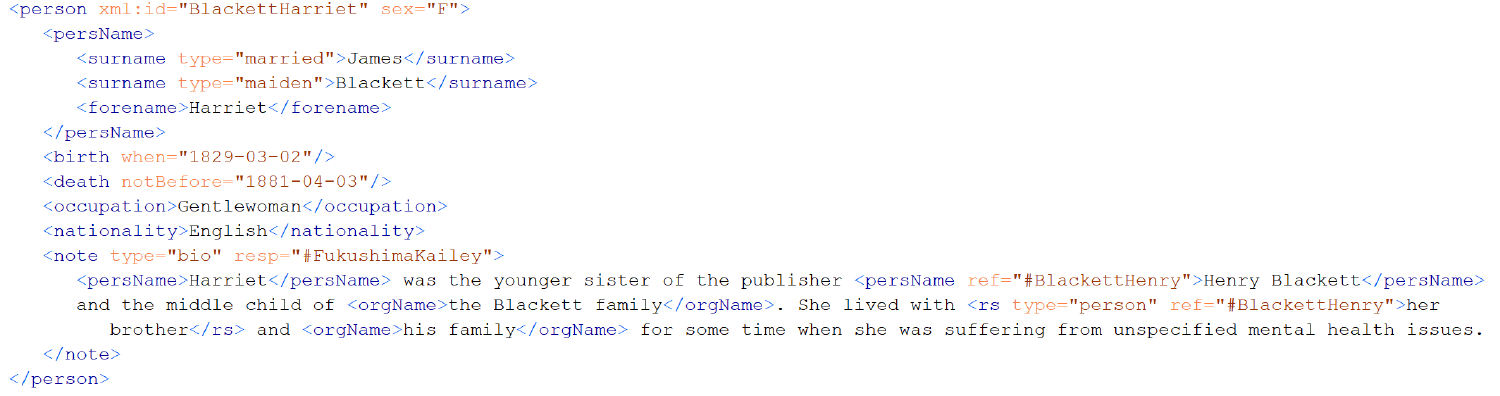 <person xml:id="BlackettHarriet" sex="F">
<persName>
<surname type="married">James</surname>
<surname type="maiden">Blackett</surname>
<forename>Harriet</forename>
</persName>
<birth when="1829-03-02"/>
<death notBefore="1881-04-03"/>
<occupation>Gentlewoman</occupation>
<nationality>English</nationality>
<note type="bio" resp="#FukushimaKailey">
<persName>Harriet</persName> was the younger sister of the publisher <persName ref="#BlackettHenry">Henry Blackett</persName>
and the middle child of <orgName>the Blackett family</orgName>. She lived with <rs type="person" ref="#BlackettHenry">her
brother</rs> and <orgName>his family</orgName> for some time when she was suffering from unspecified mental health issues.
</note>
</person>